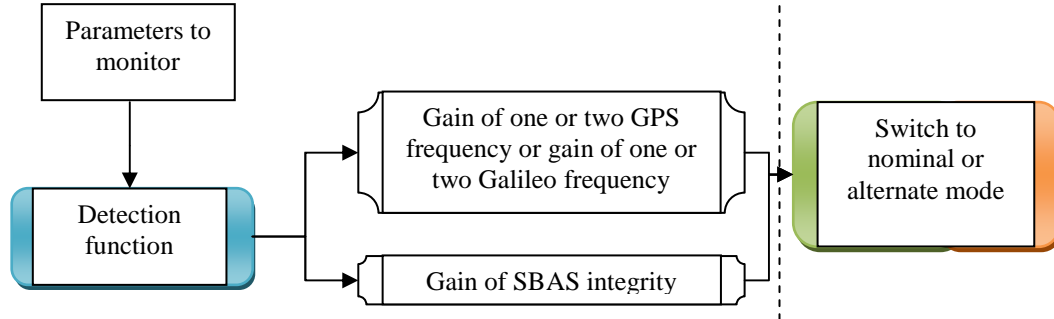 Parameters to
monitor
Detection
function
Gain of one or two GPS
frequency or gain of one or
two Galileo frequency
Gain of SBAS integrity
Switch to
nominal or
alternate mode